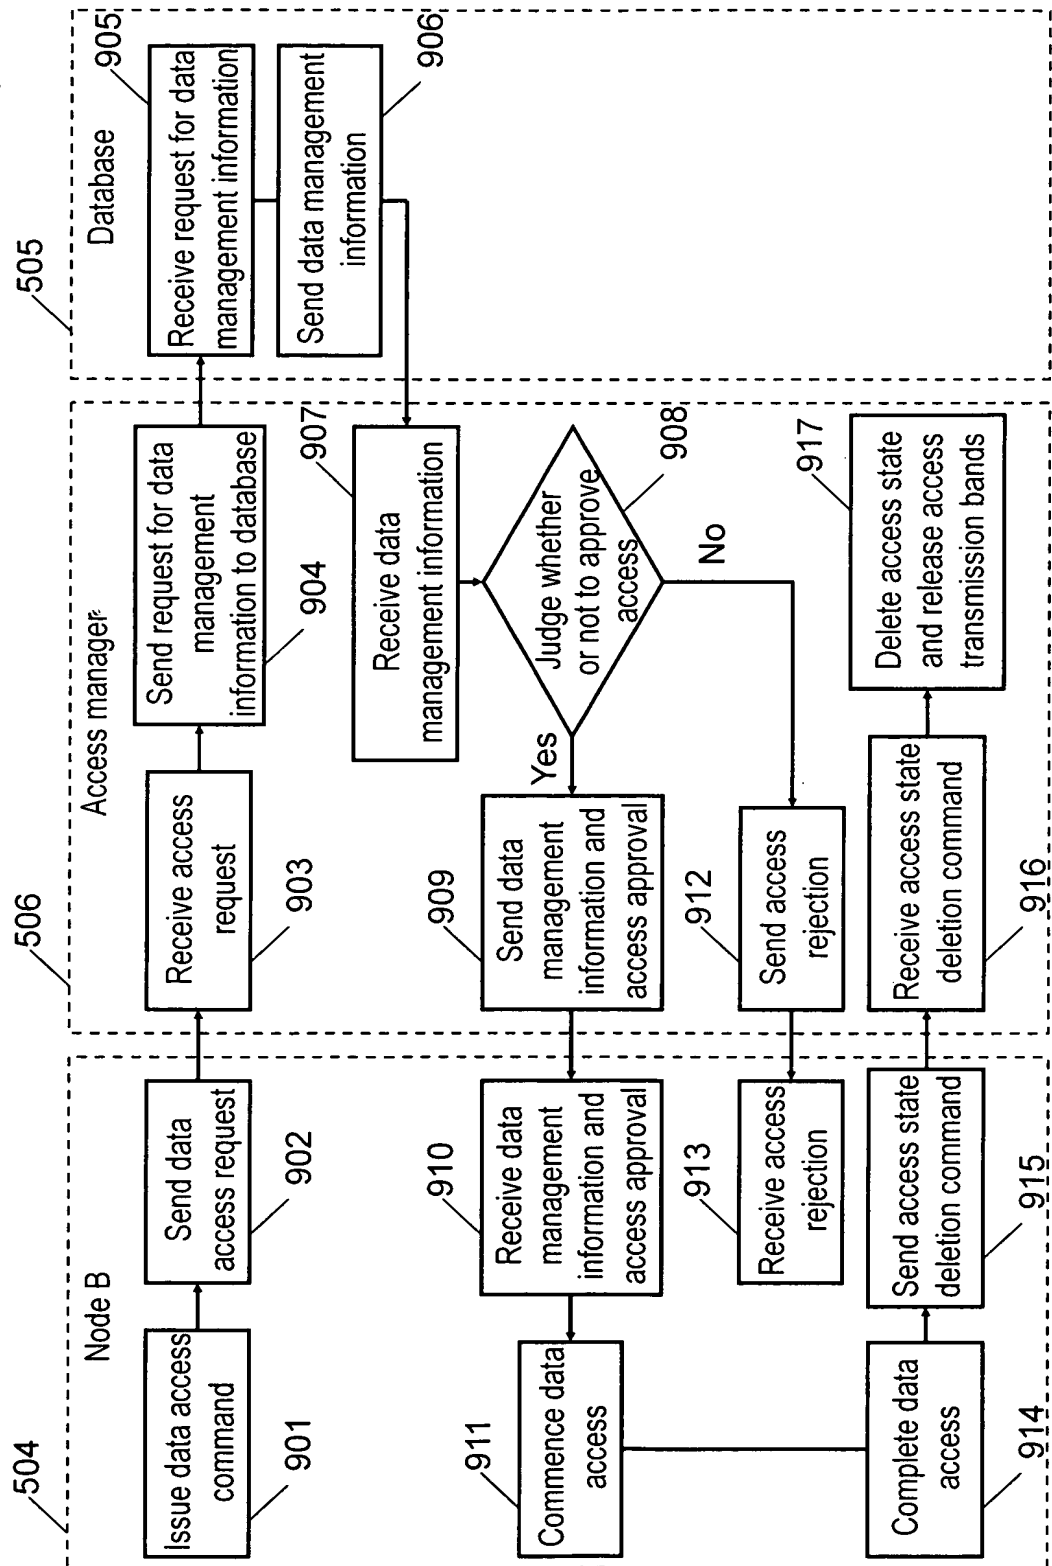 504
Node B
Issue data access
command
901
Send data
access request
902
506
Access manager
Receive access
request
903
Send request for data
management
information to database
904
505
Database
Receive request for data
management information
905
Send data management
information
906
Receive data
management information
907
Judge whether
or not to approve
access
908
Yes
No
Send data
management
information and
access approval
909
Receive data
management
information and
access approval
910
Commence data
access
911
Send access
rejection
912
Receive access
rejection
913
Complete data
access
914
Send access state
deletion command
915
Receive access state
deletion command
916
Delete access state
and release access
transmission bands
917